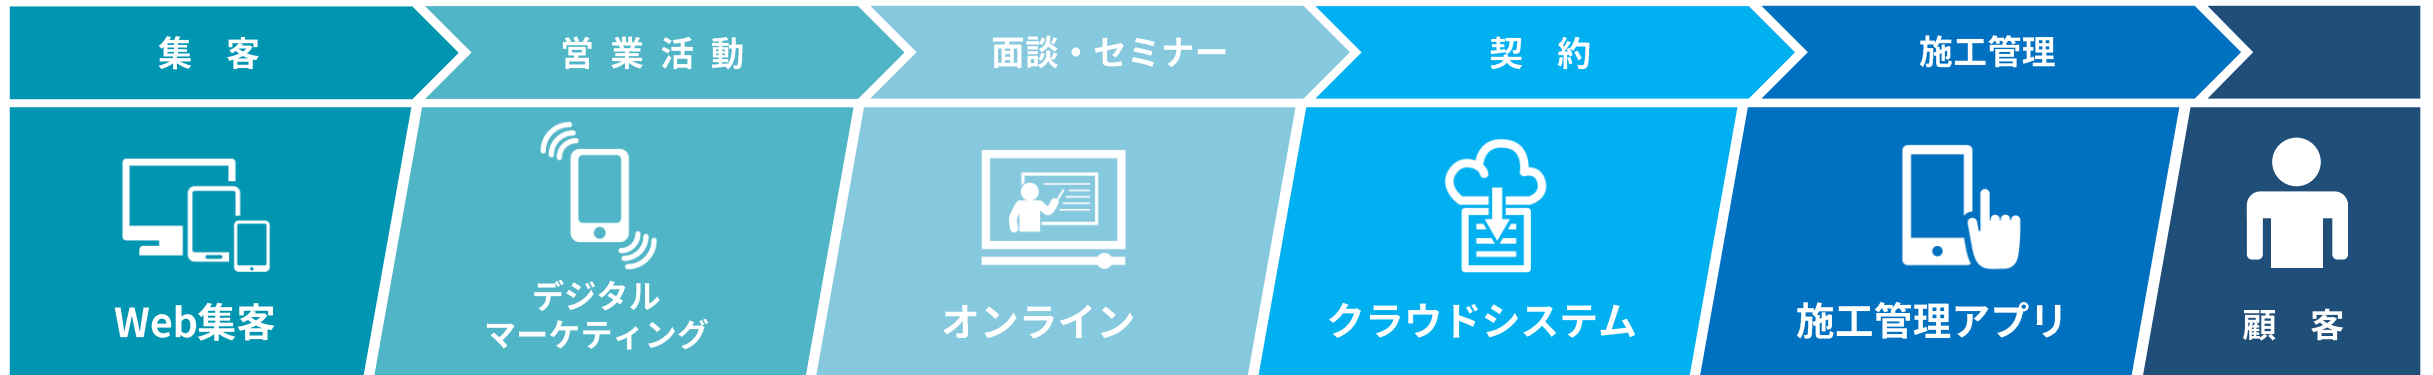 集　客
営業活動
面談・セミナー
契　約
施工管理
Web集客
デジタル
マーケティング
オンライン
クラウドシステム
施工管理アプリ
顧　客